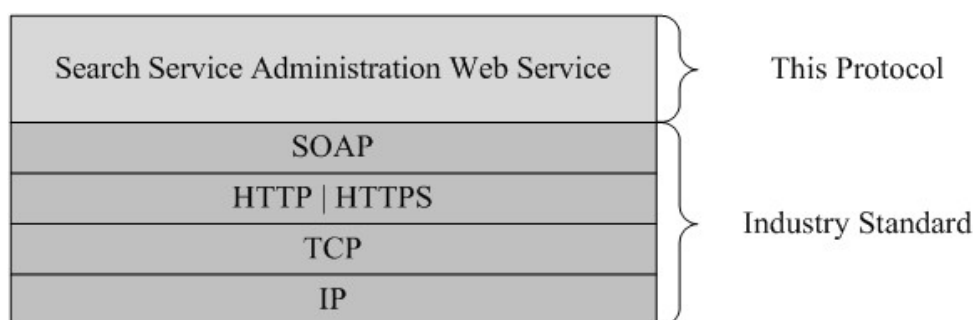 Search Service Administration Web Service
This Protocol
SOAP
HTTP | HTTPS
TCP
IP
Industry Standard